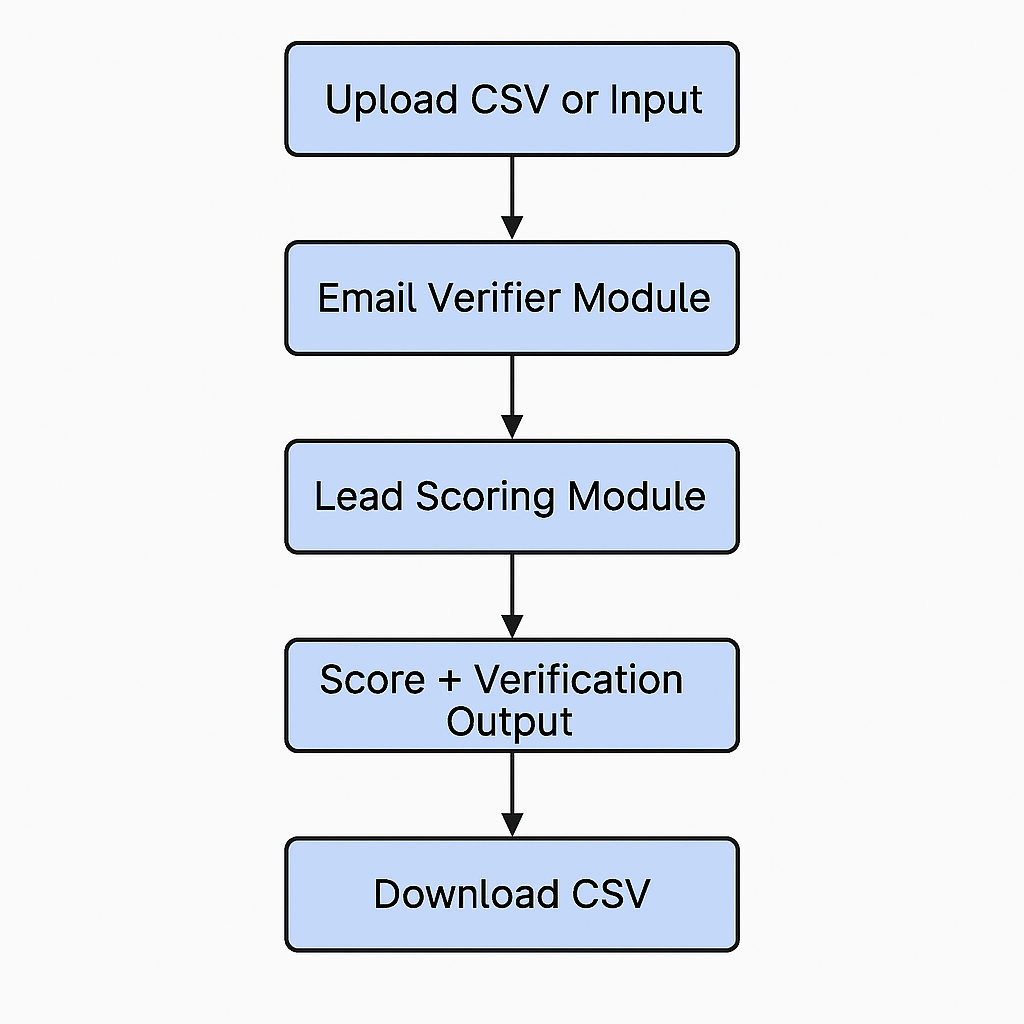 Upload CSV or Input
Email Verifier Module
Lead Scoring Module
Score + Verification
Output
Download CSV